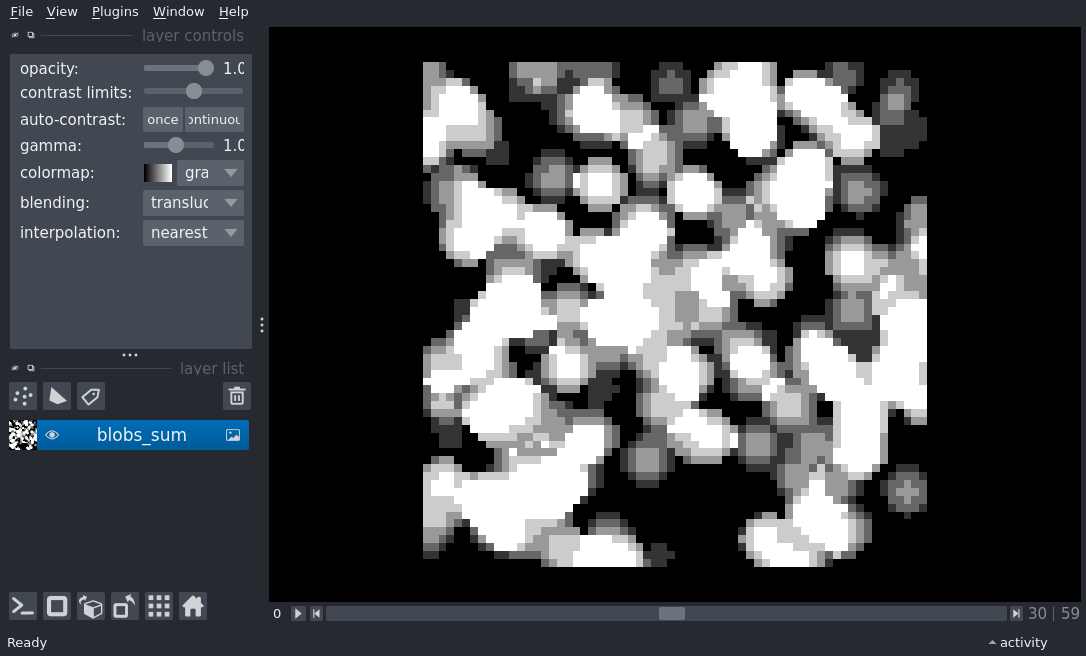 File View Plugins Window Help
layer controls
opacity: 1.0
contrast limits:
auto-contrast: once ontinuou
gamma: 1.0
colormap: gra
blending: transluc
interpolation: nearest
layer list
blobs_sum
0 30 | 59
Ready activity